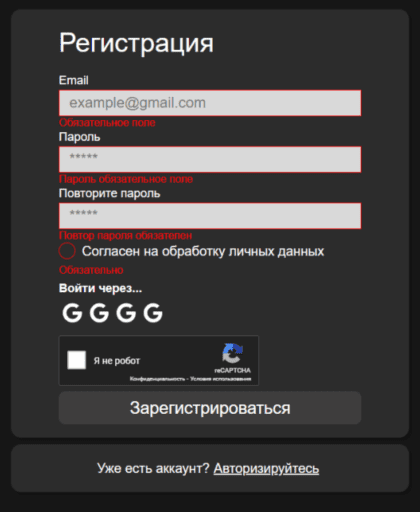 Регистрация
Email
example@gmail.com
Обязательное поле
Пароль
*****
Пароль обязательное поле
Повторите пароль
*****
Повтор пароля обязателен
Согласен на обработку личных данных
Обязательно
Войти через...
G G G G
Я не робот
reCAPTCHA
Конфиденциальность - Условия использования
Зарегистрироваться
Уже есть аккаунт? Авторизируйтесь